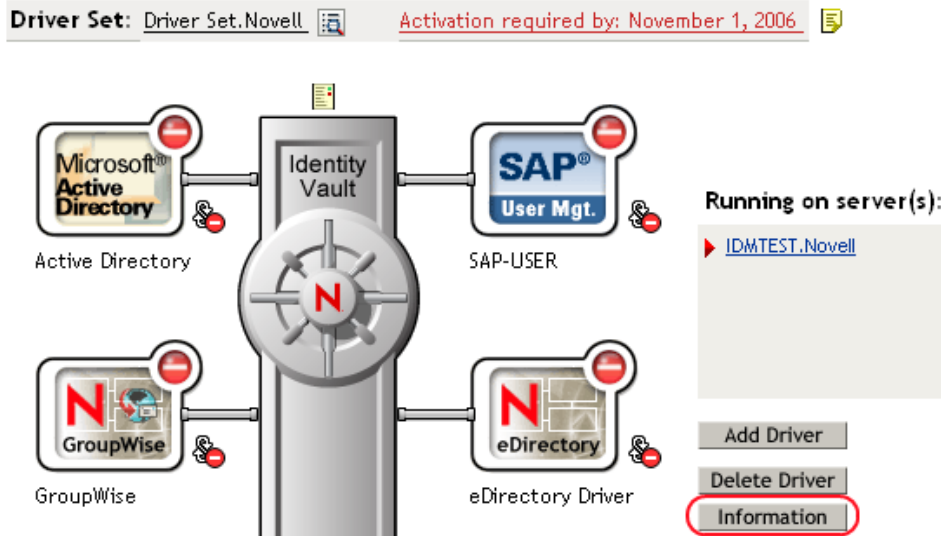 Driver Set: Driver Set.Novell Activation required by: November 1, 2006
Microsoft®
Active
Directory
Active Directory
Identity
Vault
N
SAP®
User Mgt.
SAP-USER
Running on server(s):
IDMTEST.Novell
N
GroupWise
GroupWise
N
eDirectory
eDirectory Driver
Add Driver
Delete Driver
Information